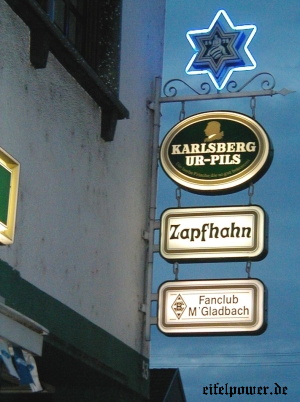 KARLSBERG
UR-PILS
Zapfhahn
Fanclub
M'Gladbach
eifelpower.de